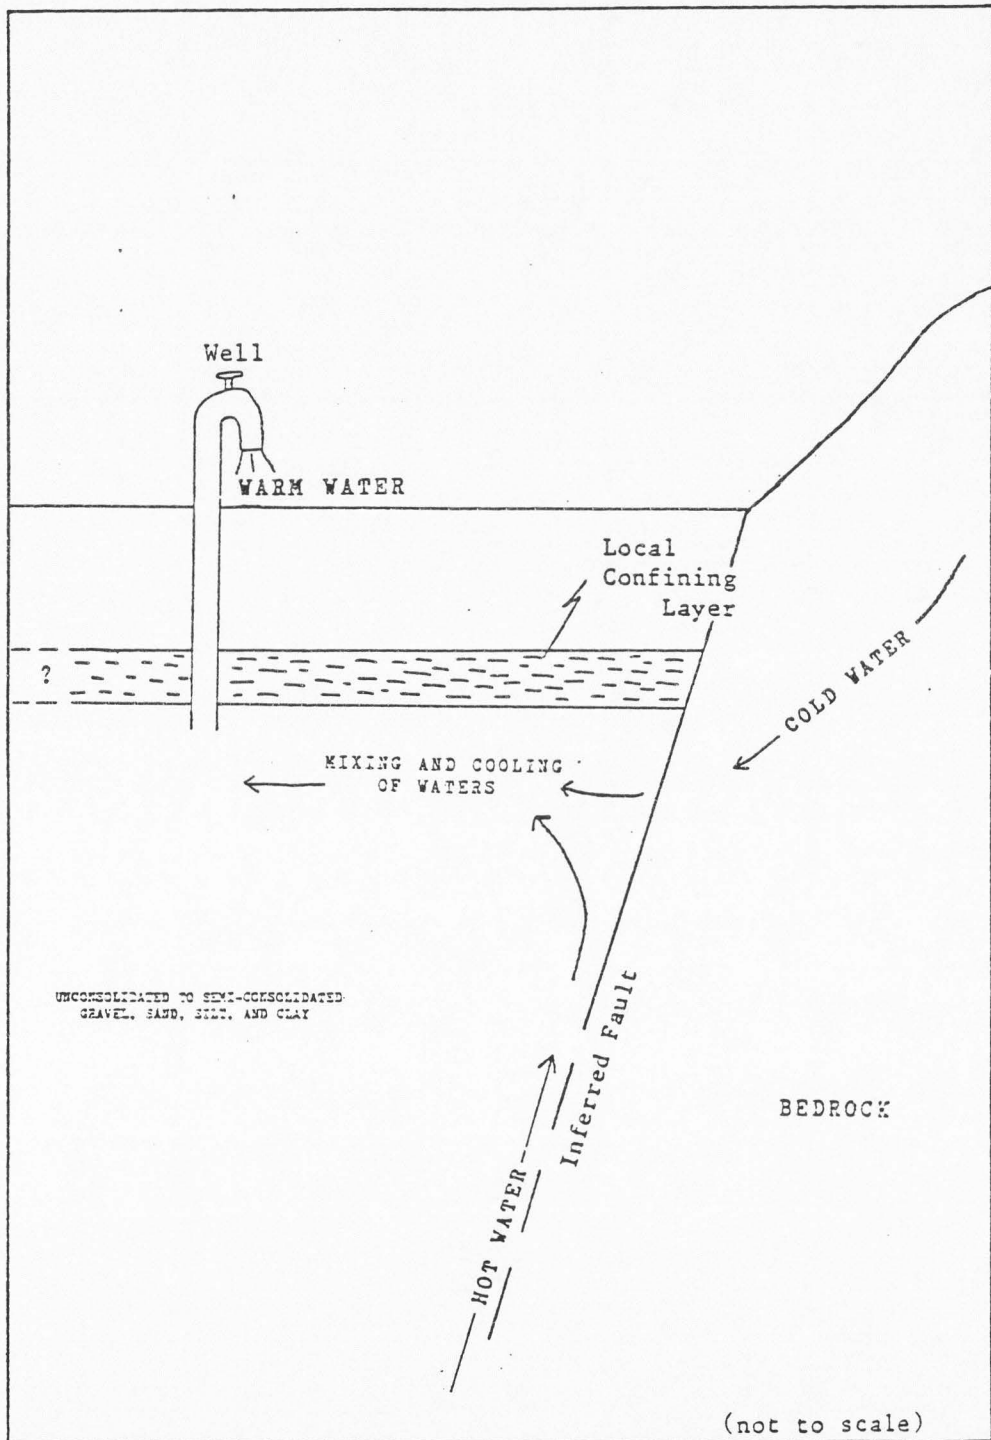 Well
WARM WATER
Local
Confining
Layer
?
COLD WATER
MIXING AND COOLING
OF WATERS
UNCONSOLIDATED TO SEMI-CONSOLIDATED
GRAVEL, SAND, SILT, AND CLAY
Inferred Fault
HOT WATER
BEDROCK
(not to scale)